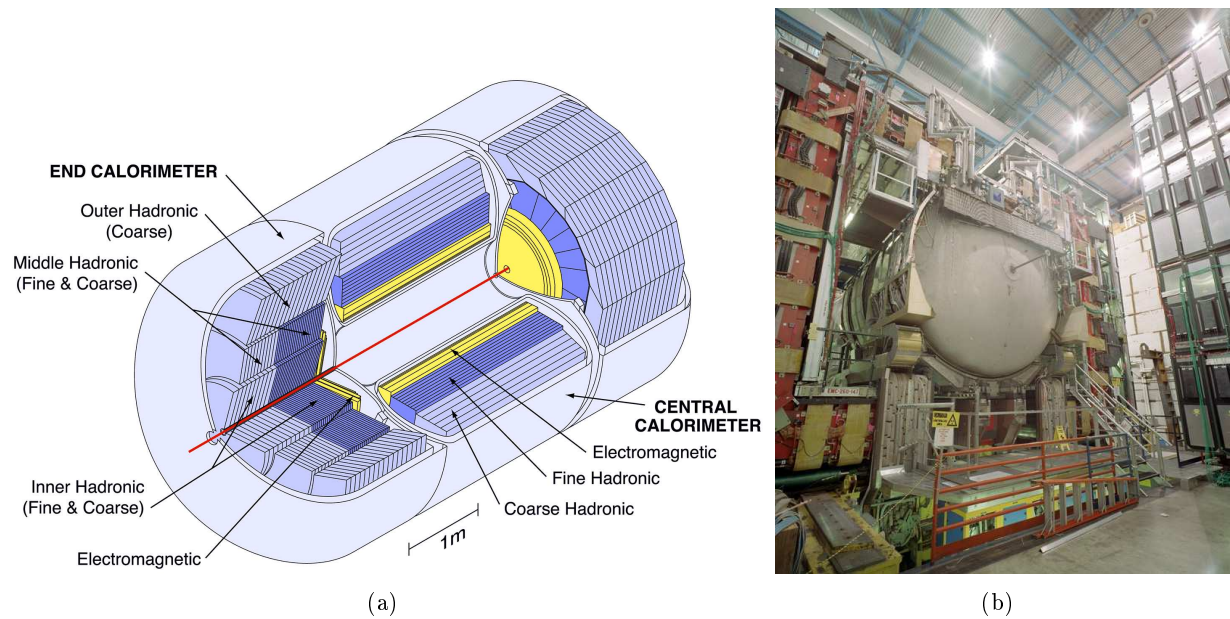 END CALORIMETER
Outer Hadronic
(Coarse)
Middle Hadronic
(Fine & Coarse)
Inner Hadronic
(Fine & Coarse)
Electromagnetic
1m
CENTRAL
CALORIMETER
Electromagnetic
Fine Hadronic
Coarse Hadronic
(a)
(b)